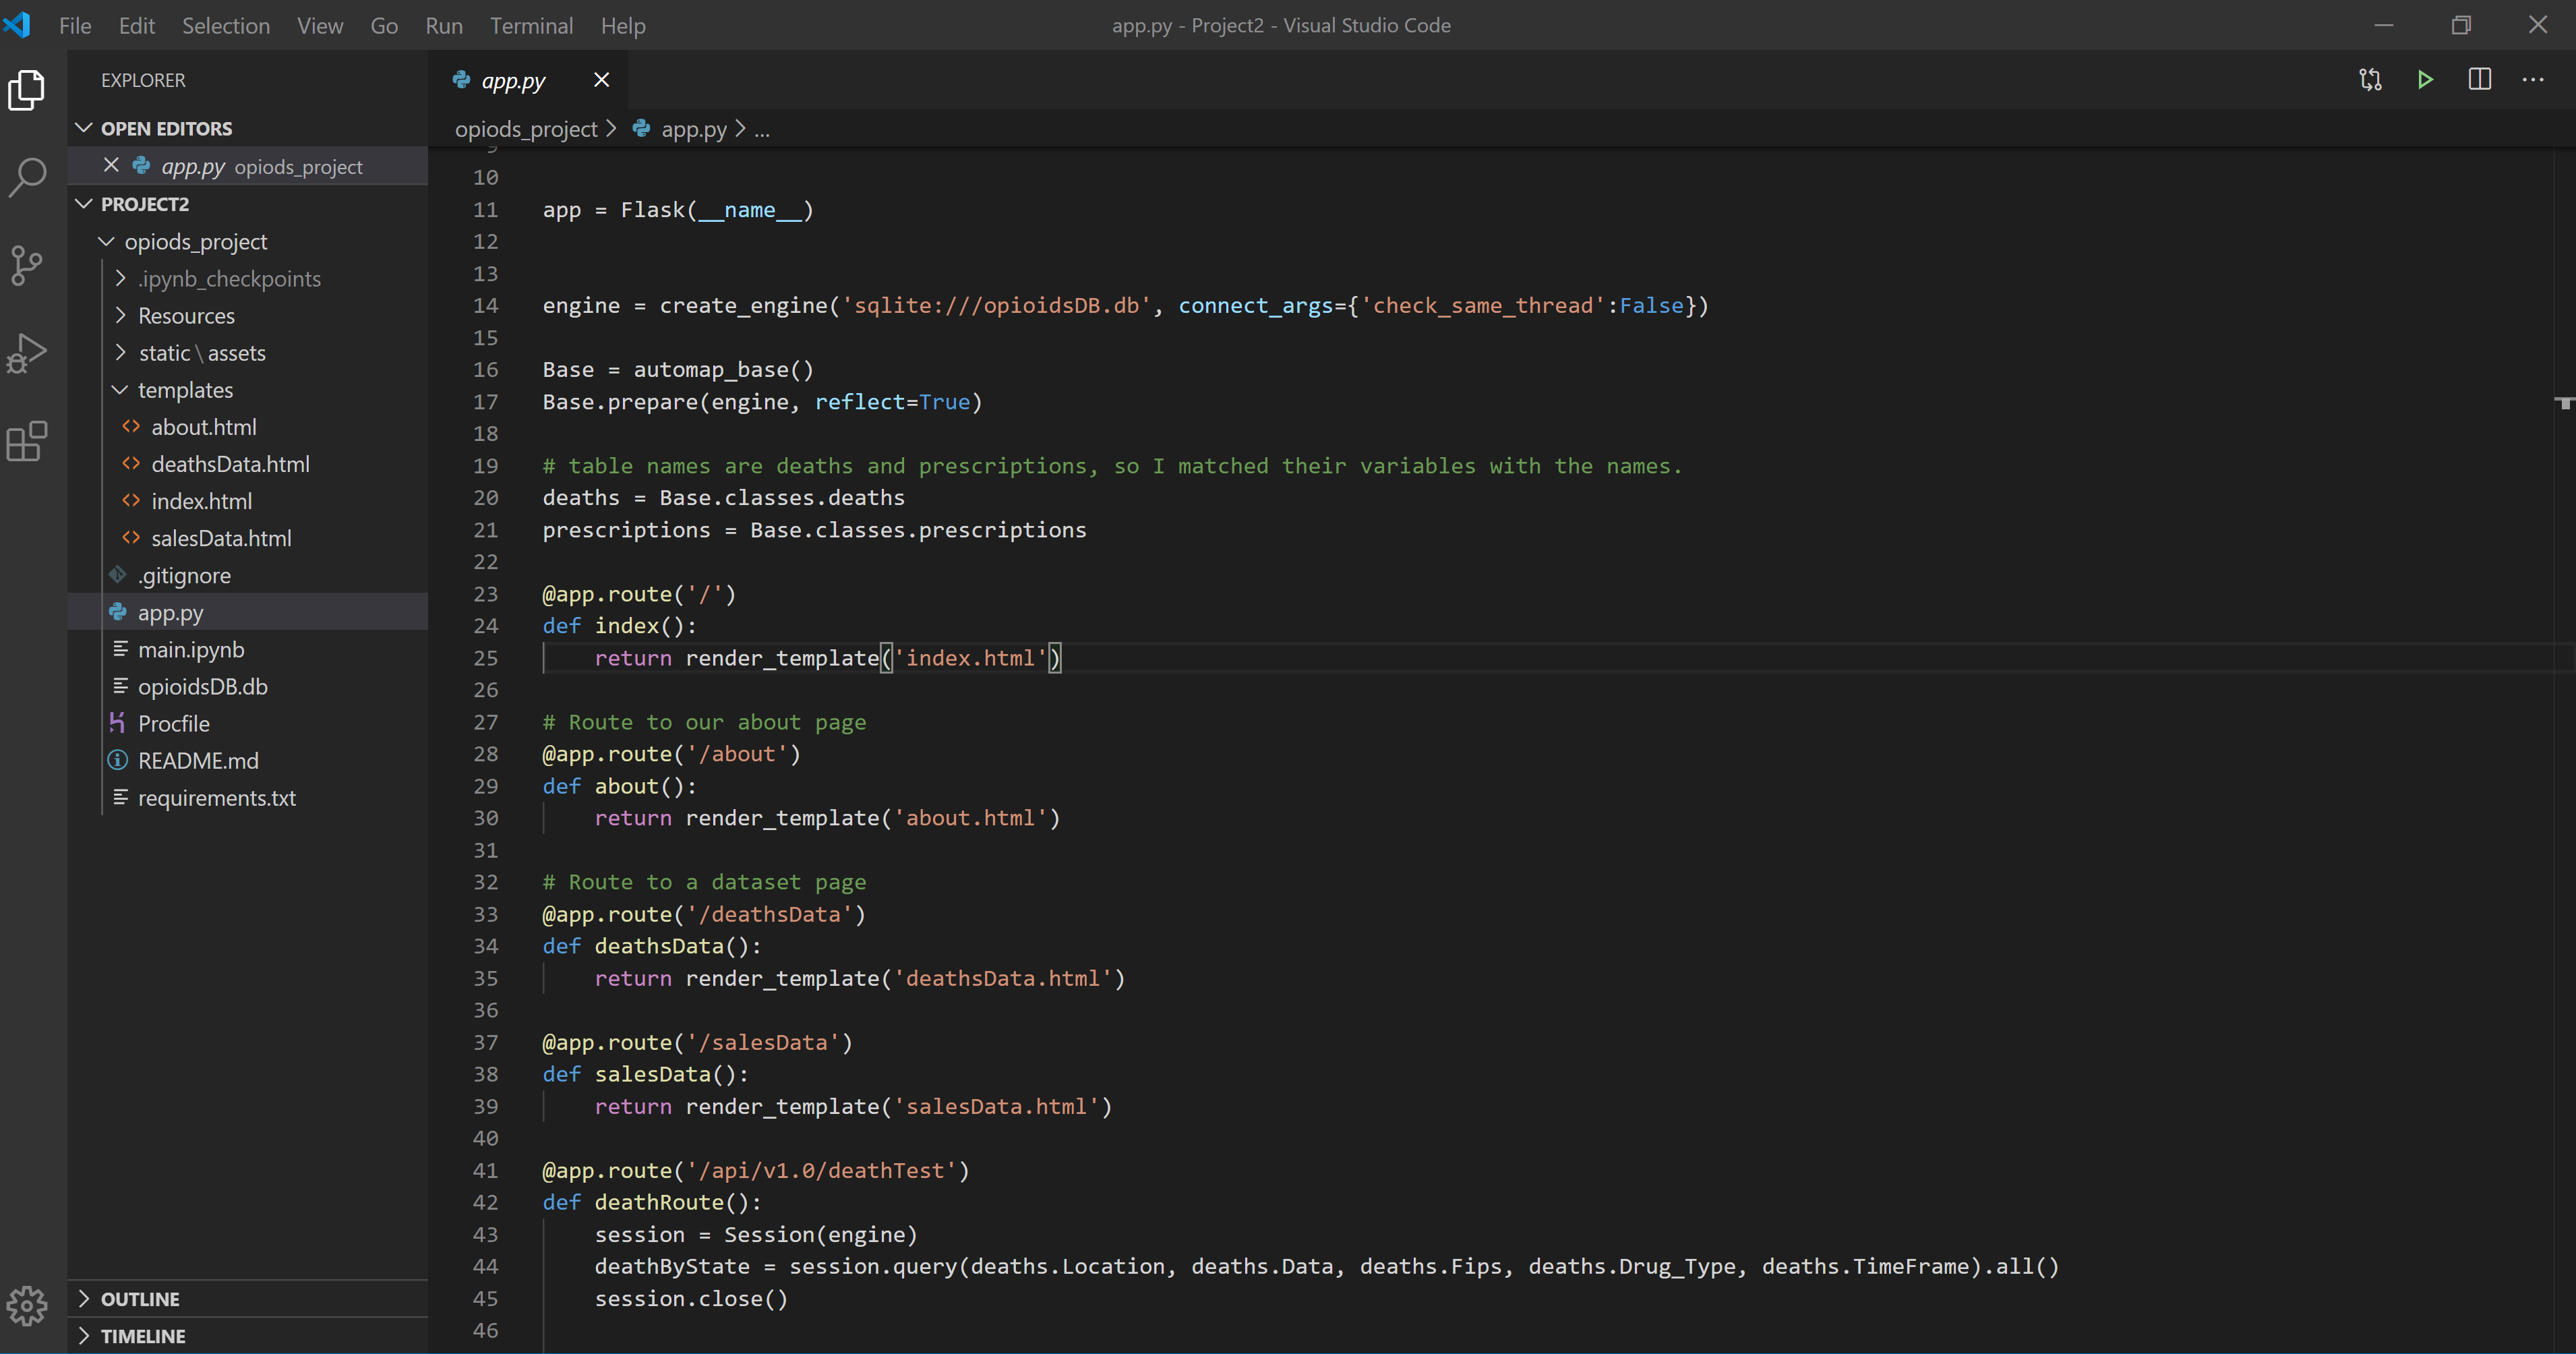 File Edit Selection View Go Run Terminal Help
app.py - Project2 - Visual Studio Code
EXPLORER
OPEN EDITORS
app.py opiods_project
PROJECT2
opiods_project
.ipynb_checkpoints
Resources
static\assets
templates
about.html
deathsData.html
index.html
salesData.html
.gitignore
app.py
main.ipynb
opioidsDB.db
Procfile
README.md
requirements.txt
OUTLINE
TIMELINE
app.py
opiods_project > app.py > ...
9
10
11 app = Flask(__name__)
12
13
14 engine = create_engine('sqlite:///opioidsDB.db', connect_args={'check_same_thread':False})
15
16 Base = automap_base()
17 Base.prepare(engine, reflect=True)
18
19 # table names are deaths and prescriptions, so I matched their variables with the names.
20 deaths = Base.classes.deaths
21 prescriptions = Base.classes.prescriptions
22
23 @app.route('/')
24 def index():
25     return render_template('index.html')
26
27 # Route to our about page
28 @app.route('/about')
29 def about():
30     return render_template('about.html')
31
32 # Route to a dataset page
33 @app.route('/deathsData')
34 def deathsData():
35     return render_template('deathsData.html')
36
37 @app.route('/salesData')
38 def salesData():
39     return render_template('salesData.html')
40
41 @app.route('/api/v1.0/deathTest')
42 def deathRoute():
43     session = Session(engine)
44     deathByState = session.query(deaths.Location, deaths.Data, deaths.Fips, deaths.Drug_Type, deaths.TimeFrame).all()
45     session.close()
46